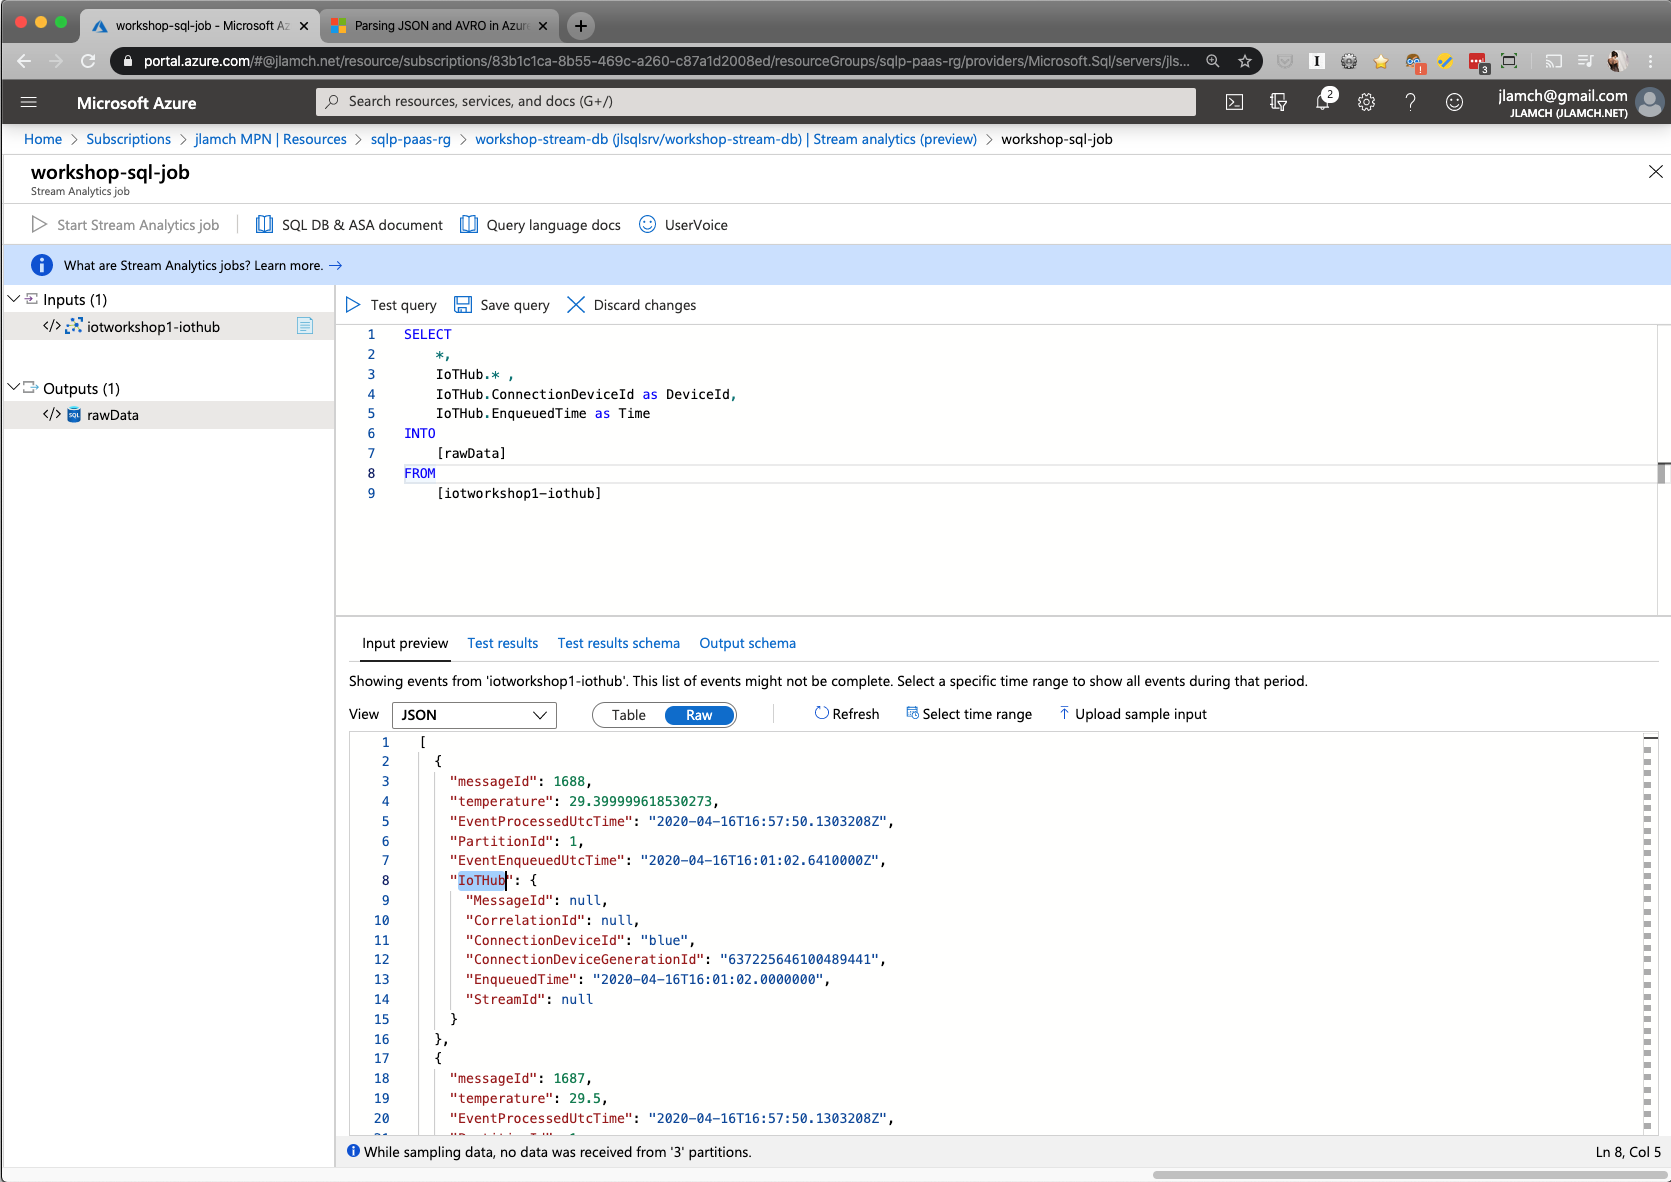 workshop-sql-job - Microsoft Az
Parsing JSON and AVRO in Azure
portal.azure.com/#@jlamch.net/resource/subscriptions/83b1c1ca-8b55-469c-a260-c87a1d2008ed/resourceGroups/sqlp-paas-rg/providers/Microsoft.Sql/servers/jls...
3
Microsoft Azure
Search resources, services, and docs (G+/)
2
jlamch@gmail.com
JLAMCH (JLAMCH.NET)
Home > Subscriptions > jlamch MPN | Resources > sqlp-paas-rg > workshop-stream-db (jlsqlsrv/workshop-stream-db) | Stream analytics (preview) > workshop-sql-job
workshop-sql-job
Stream Analytics job
Start Stream Analytics job
SQL DB & ASA document
Query language docs
UserVoice
What are Stream Analytics jobs? Learn more. →
Inputs (1)
</> iotworkshop1-iothub
Outputs (1)
</> SQL rawData
Test query
Save query
Discard changes
1 SELECT
2 *,
3 IoTHub.* ,
4 IoTHub.ConnectionDeviceId as DeviceId,
5 IoTHub.EnqueuedTime as Time
6 INTO
7 [rawData]
8 FROM
9 [iotworkshop1-iothub]
Input preview
Test results
Test results schema
Output schema
Showing events from 'iotworkshop1-iothub'. This list of events might not be complete. Select a specific time range to show all events during that period.
View
JSON
Table
Raw
Refresh
Select time range
Upload sample input
1 [
2 {
3 "messageId": 1688,
4 "temperature": 29.399999618530273,
5 "EventProcessedUtcTime": "2020-04-16T16:57:50.1303208Z",
6 "PartitionId": 1,
7 "EventEnqueuedUtcTime": "2020-04-16T16:01:02.6410000Z",
8 "IoTHub": {
9 "MessageId": null,
10 "CorrelationId": null,
11 "ConnectionDeviceId": "blue",
12 "ConnectionDeviceGenerationId": "637225646100489441",
13 "EnqueuedTime": "2020-04-16T16:01:02.0000000",
14 "StreamId": null
15 }
16 },
17 {
18 "messageId": 1687,
19 "temperature": 29.5,
20 "EventProcessedUtcTime": "2020-04-16T16:57:50.1303208Z",
While sampling data, no data was received from '3' partitions.
Ln 8, Col 5